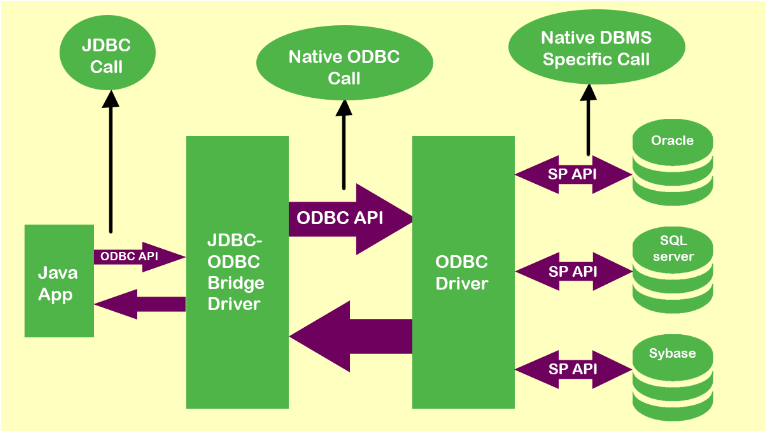 JDBC
Call
Native ODBC
Call
Native DBMS
Specific Call
Oracle
SP API
ODBC API
JDBC-
ODBC
Bridge
Driver
ODBC API
Java
App
ODBC
Driver
SQL
server
SP API
Sybase
SP API